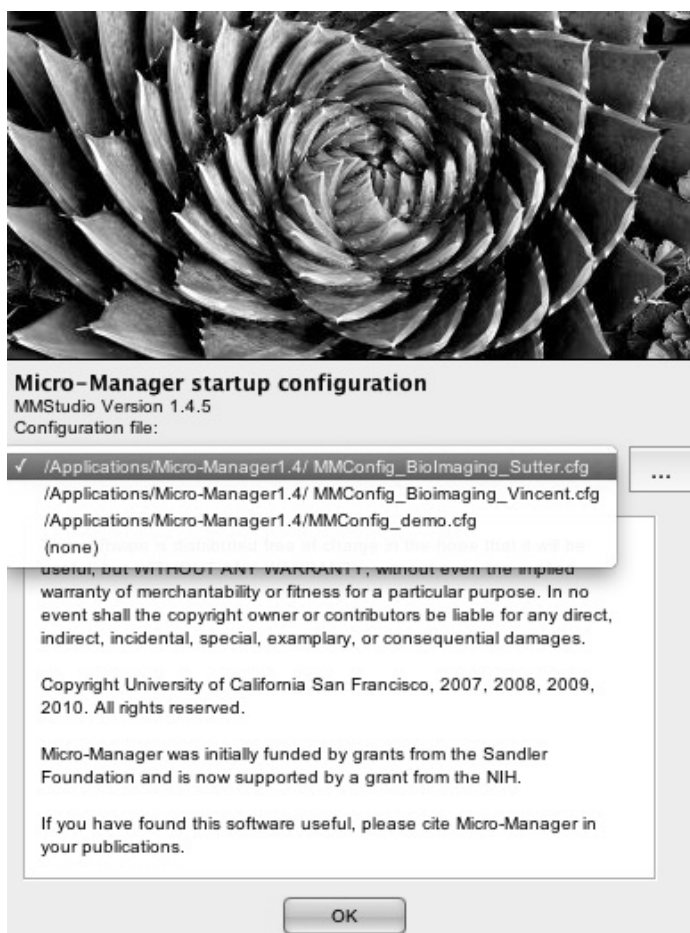 Micro-Manager startup configuration
MMStudio Version 1.4.5
Configuration file:
✓ /Applications/Micro-Manager1.4/ MMConfig_BioImaging_Sutter.cfg
...
/Applications/Micro-Manager1.4/ MMConfig_Bioimaging_Vincent.cfg
/Applications/Micro-Manager1.4/MMConfig_demo.cfg
(none)
useful, but WITHOUT ANY WARRANTY; without even the implied
warranty of merchantability or fitness for a particular purpose. In no
event shall the copyright owner or contributors be liable for any direct,
indirect, incidental, special, examplary, or consequential damages.
Copyright University of California San Francisco, 2007, 2008, 2009,
2010. All rights reserved.
Micro-Manager was initially funded by grants from the Sandler
Foundation and is now supported by a grant from the NIH.
If you have found this software useful, please cite Micro-Manager in
your publications.
OK